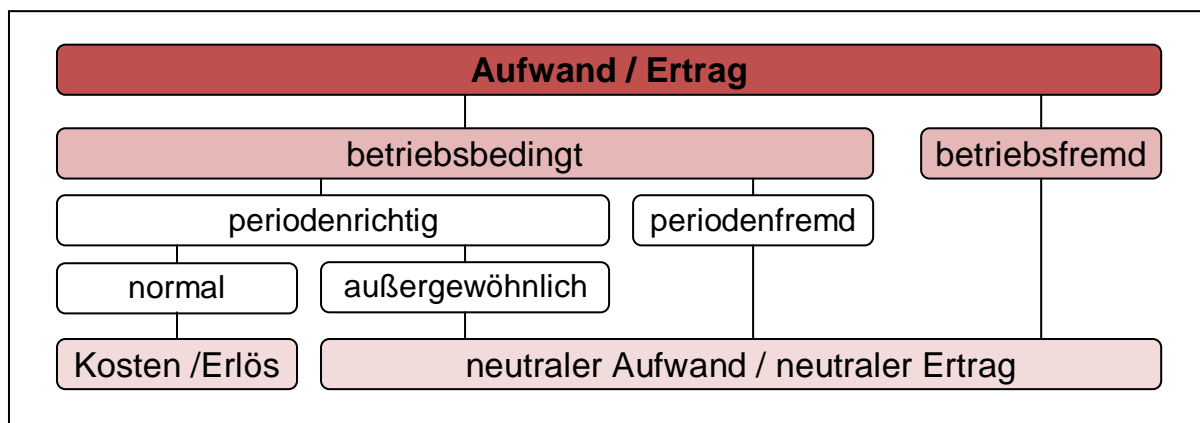 Aufwand / Ertrag
betriebsbedingt
betriebsfremd
periodenrichtig
periodenfremd
normal
außergewöhnlich
Kosten /Erlös
neutraler Aufwand / neutraler Ertrag